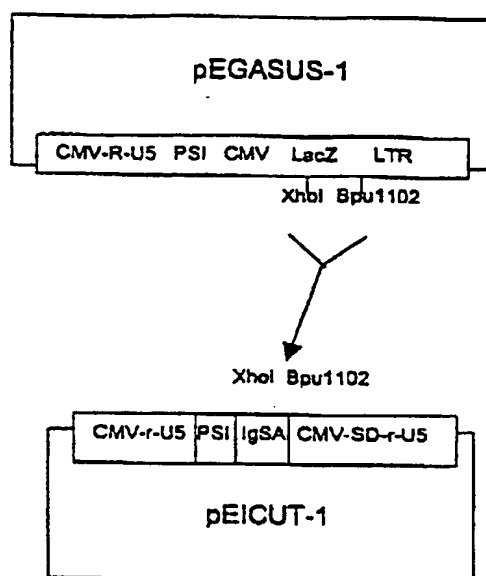 pEGASUS-1
CMV-R-U5 PSI CMV LacZ LTR
XhoI Bpu1102
XhoI Bpu1102
CMV-r-U5 PSI IgSA CMV-SD-r-U5
pEICUT-1